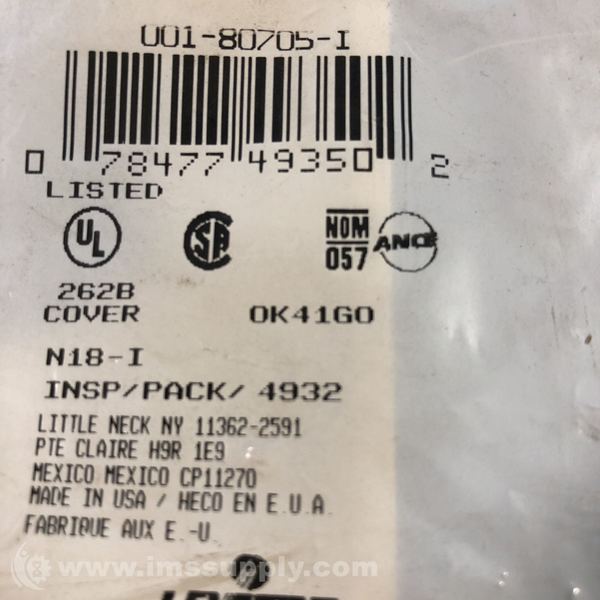 001-80705-I
0 78477 49350 2
LISTED
UL SA NOM 057 ANCE
262B
COVER OK41GO
N18-I
INSP/PACK/ 4932
LITTLE NECK NY 11362-2591
PTE CLAIRE H9R 1E9
MEXICO MEXICO CP11270
MADE IN USA / HECO EN E.U.A.
FABRIQUE AUX E.-U.
www.imssupply.com